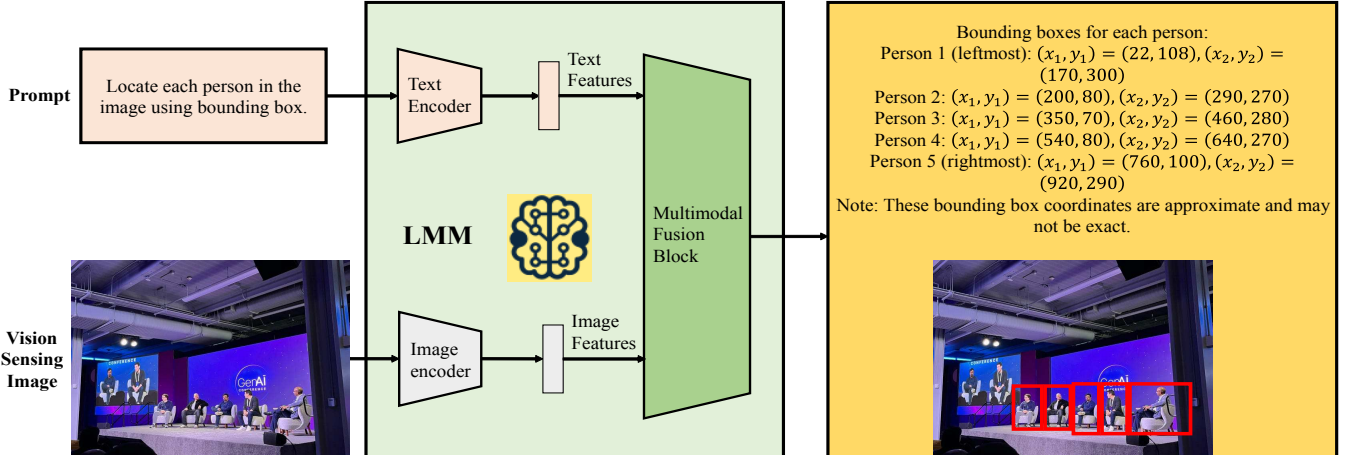 Prompt
Locate each person in the
image using bounding box.
Text
Encoder
Text
Features
LMM
Multimodal
Fusion
Block
Vision
Sensing
Image
CONFERENCE
GenAI
CONFERENCE
Image
encoder
Image
Features
Bounding boxes for each person:
Person 1 (leftmost): (x₁, y₁) = (22, 108), (x₂, y₂) =
(170, 300)
Person 2: (x₁, y₁) = (200, 80), (x₂, y₂) = (290, 270)
Person 3: (x₁, y₁) = (350, 70), (x₂, y₂) = (460, 280)
Person 4: (x₁, y₁) = (540, 80), (x₂, y₂) = (640, 270)
Person 5 (rightmost): (x₁, y₁) = (760, 100), (x₂, y₂) =
(920, 290)
Note: These bounding box coordinates are approximate and may
not be exact.
CONFERENCE
GenAI
CONFERENCE